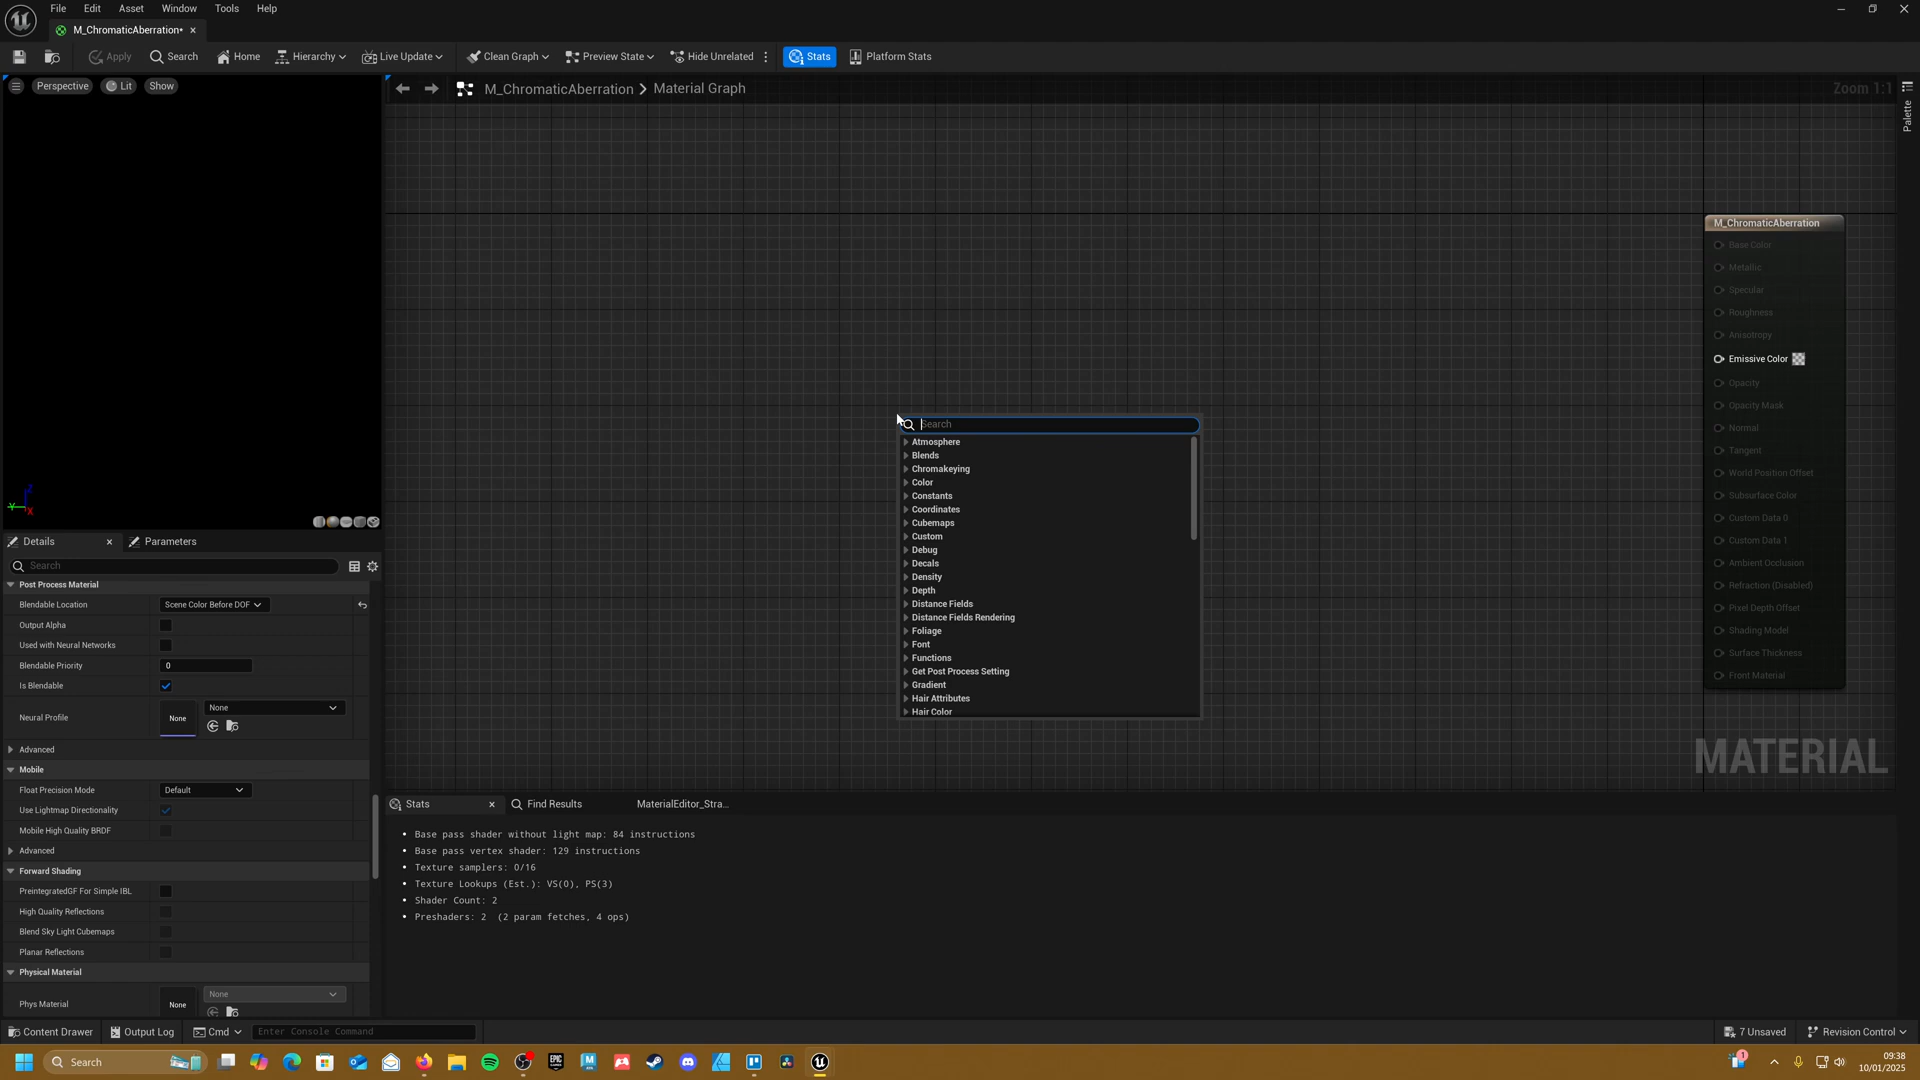 File Edit Asset Window Tools Help
M_ChromaticAberration•
Apply Search Home Hierarchy Live Update Clean Graph Preview State Hide Unrelated Stats Platform Stats
Perspective Lit Show
M_ChromaticAberration > Material Graph
Zoom 1:1
Palette
M_ChromaticAberration
Base Color
Metallic
Specular
Roughness
Anisotropy
Emissive Color
Opacity
Opacity Mask
Normal
Tangent
World Position Offset
Subsurface Color
Custom Data 0
Custom Data 1
Ambient Occlusion
Refraction (Disabled)
Pixel Depth Offset
Shading Model
Surface Thickness
Front Material
MATERIAL
Search
Atmosphere
Blends
Chromakeying
Color
Constants
Coordinates
Cubemaps
Custom
Debug
Decals
Density
Depth
Distance Fields
Distance Fields Rendering
Foliage
Font
Functions
Get Post Process Setting
Gradient
Hair Attributes
Hair Color
Y Z X
Details Parameters
Search
Post Process Material
Blendable Location Scene Color Before DOF
Output Alpha
Used with Neural Networks
Blendable Priority 0
Is Blendable
Neural Profile None None
Advanced
Mobile
Float Precision Mode Default
Use Lightmap Directionality
Mobile High Quality BRDF
Advanced
Forward Shading
PreintegratedGF For Simple IBL
High Quality Reflections
Blend Sky Light Cubemaps
Planar Reflections
Physical Material
Phys Material None None
Stats Find Results MaterialEditor_Stra...
• Base pass shader without light map: 84 instructions
• Base pass vertex shader: 129 instructions
• Texture samplers: 0/16
• Texture Lookups (Est.): VS(0), PS(3)
• Shader Count: 2
• Preshaders: 2 (2 param fetches, 4 ops)
Content Drawer Output Log Cmd Enter Console Command 7 Unsaved Revision Control
Search
09:38
10/01/2025